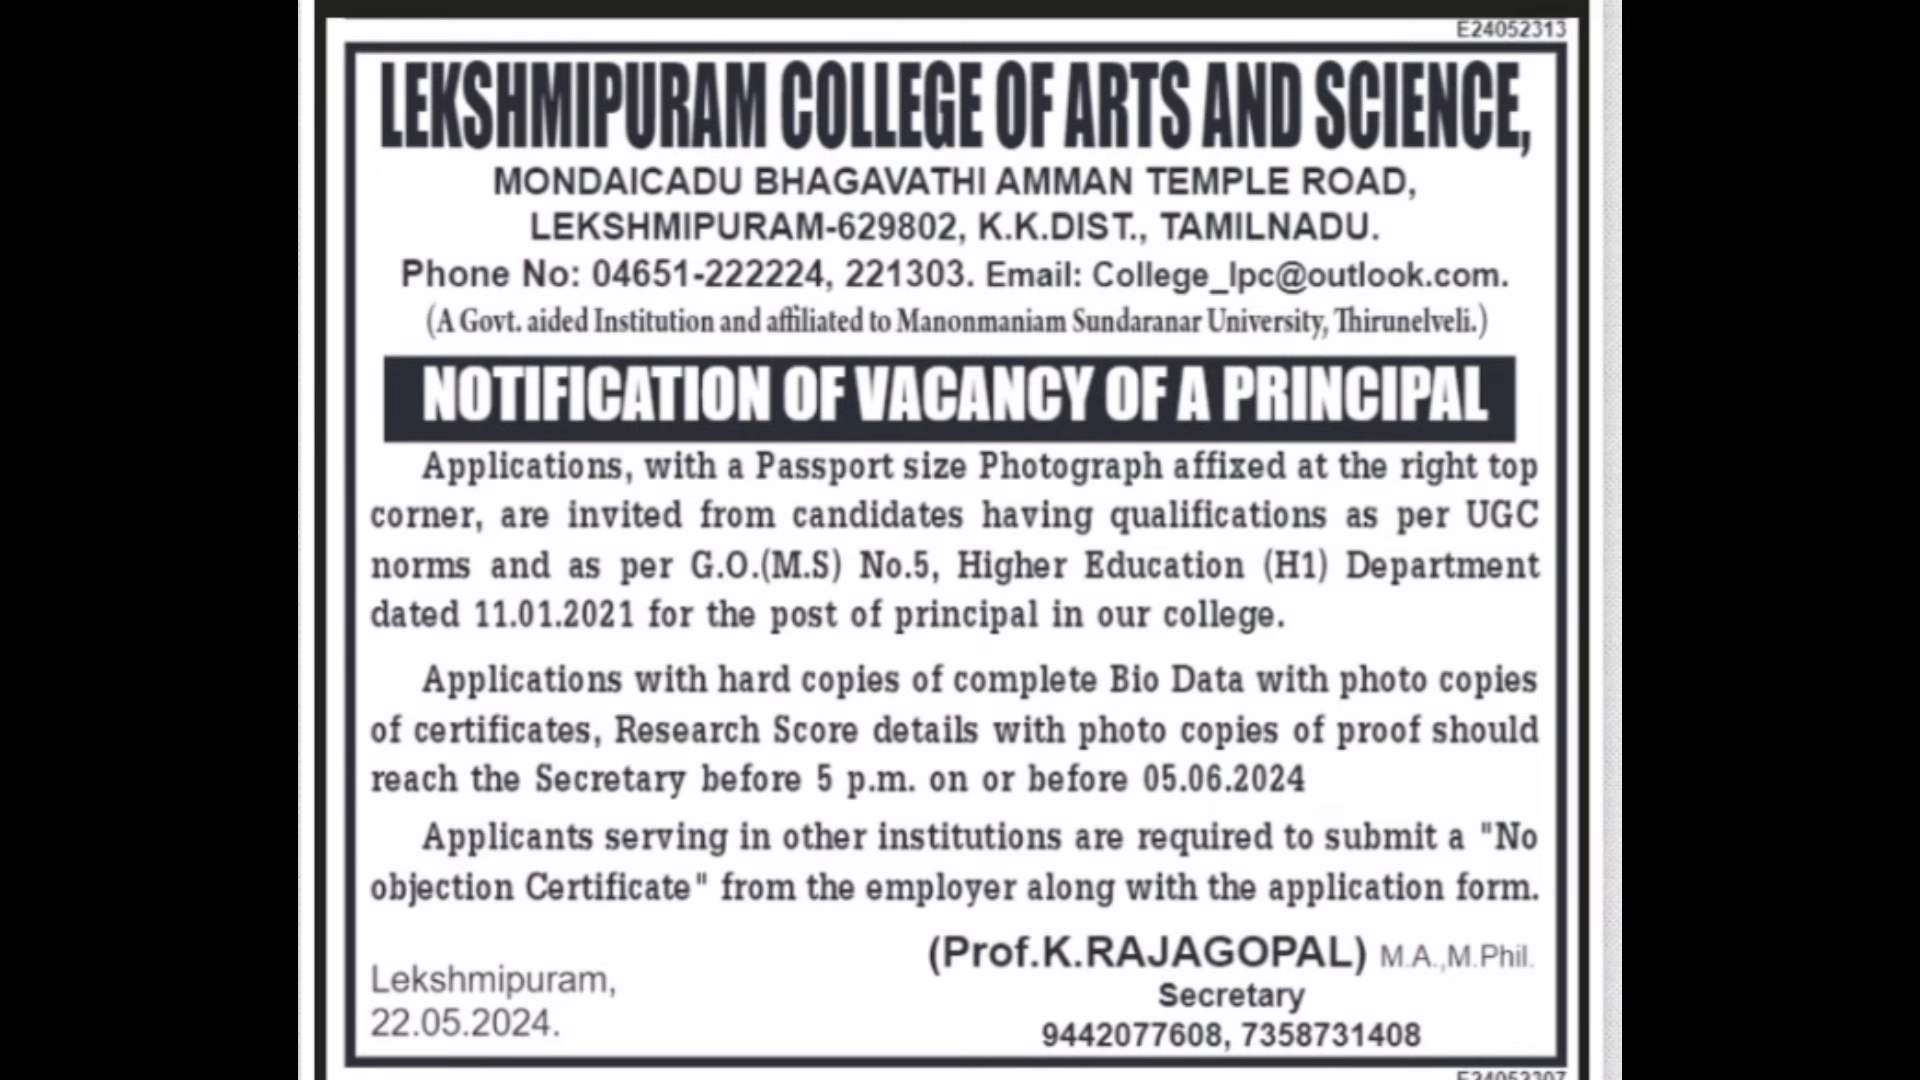 E24052313
LEKSHMIPURAM COLLEGE OF ARTS AND SCIENCE,
MONDAICADU BHAGAVATHI AMMAN TEMPLE ROAD,
LEKSHMIPURAM-629802, K.K.DIST., TAMILNADU.
Phone No: 04651-222224, 221303. Email: College_lpc@outlook.com.
(A Govt. aided Institution and affiliated to Manonmaniam Sundaranar University, Thirunelveli.)
NOTIFICATION OF VACANCY OF A PRINCIPAL
Applications, with a Passport size Photograph affixed at the right top
corner, are invited from candidates having qualifications as per UGC
norms and as per G.O.(M.S) No.5, Higher Education (H1) Department
dated 11.01.2021 for the post of principal in our college.
Applications with hard copies of complete Bio Data with photo copies
of certificates, Research Score details with photo copies of proof should
reach the Secretary before 5 p.m. on or before 05.06.2024
Applicants serving in other institutions are required to submit a "No
objection Certificate" from the employer along with the application form.
(Prof.K.RAJAGOPAL) M.A.,M.Phil.
Lekshmipuram,
Secretary
22.05.2024.
9442077608, 7358731408